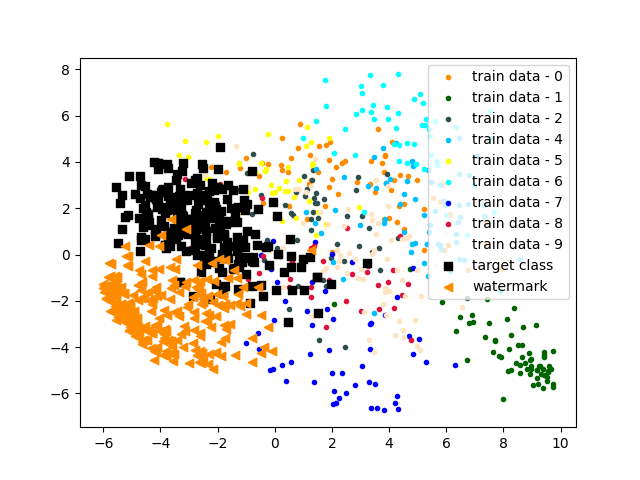 8
6
4
2
0
−2
−4
−6
−6
−4
−2
0
2
4
6
8
10
train data - 0
train data - 1
train data - 2
train data - 4
train data - 5
train data - 6
train data - 7
train data - 8
train data - 9
target class
watermark